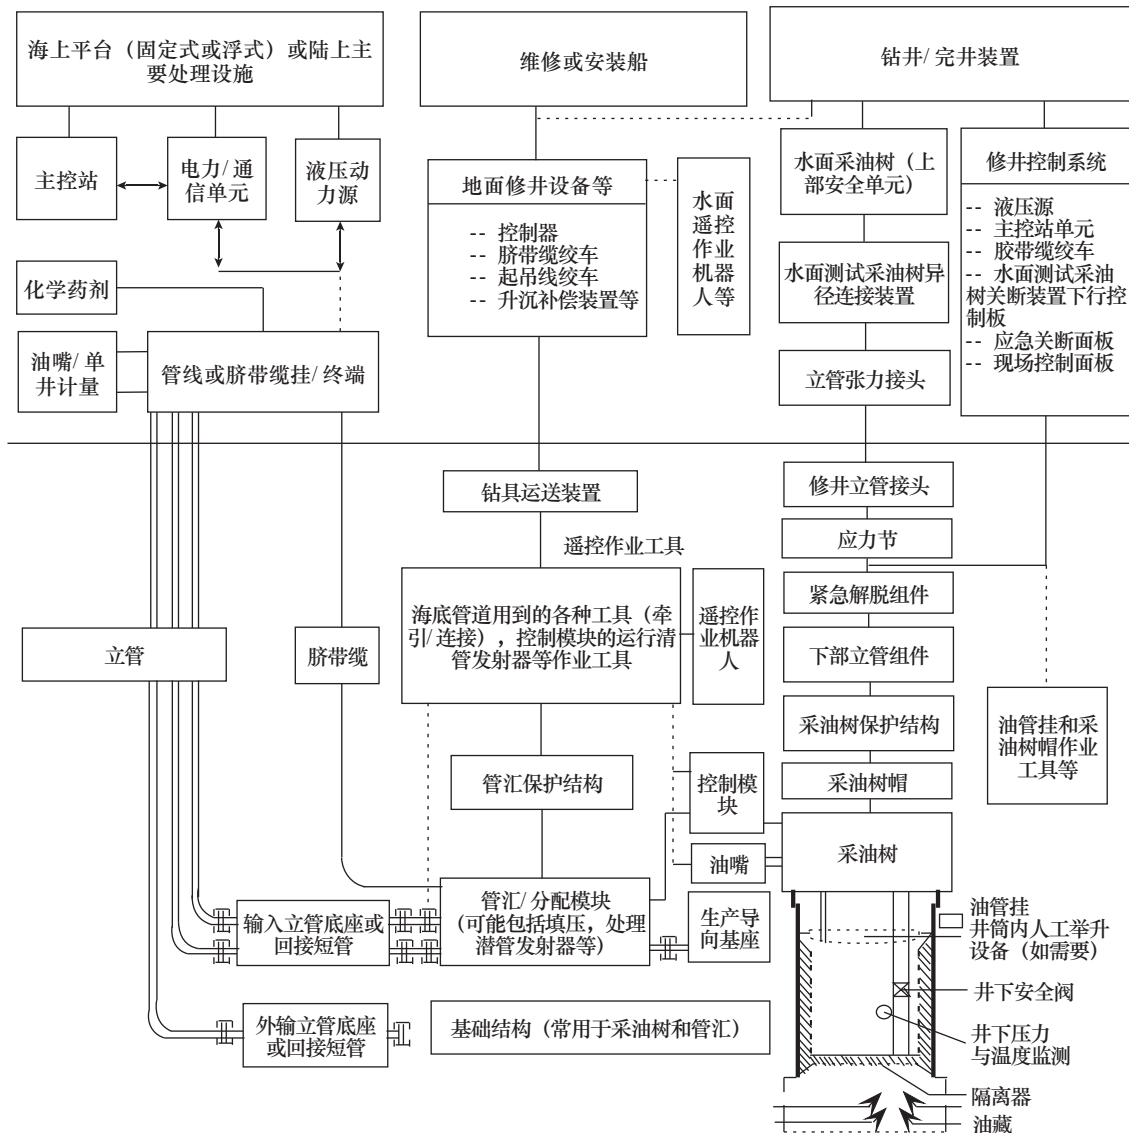 海上平台（固定式或浮式）或陆上主
要处理设施
维修或安装船
钻井/完井装置
主控站
电力/通
信单元
液压动
力源
地面修井设备等
-- 控制器
-- 脐带缆绞车
-- 起吊线绞车
-- 升沉补偿装置等
水面
遥控
作业
机器
人等
水面采油树（上
部安全单元）
修井控制系统
-- 液压源
-- 主控站单元
-- 胶带缆绞车
-- 水面测试采油
树关断装置下行控
制板
-- 应急关断面板
-- 现场控制面板
水面测试采油树异
径连接装置
化学药剂
油嘴/单
井计量
管线或脐带缆挂/终端
立管张力接头
钻具运送装置
修井立管接头
应力节
遥控作业工具
海底管道用到的各种工具（牵
引/连接），控制模块的运行清
管发射器等作业工具
遥控作
业机器
人
紧急解脱组件
立管
脐带缆
下部立管组件
采油树保护结构
油管挂和采
油树帽作业
工具等
管汇保护结构
控制模
块
采油树帽
采油树
油嘴
输入立管底座或
回接短管
管汇/分配模块
(可能包括填压，处理
潜管发射器等）
生产导
向基座
油管挂
井筒内人工举升
设备（如需要）
井下安全阀
外输立管底座
或回接短管
基础结构（常用于采油树和管汇）
井下压力
与温度监测
隔离器
油藏